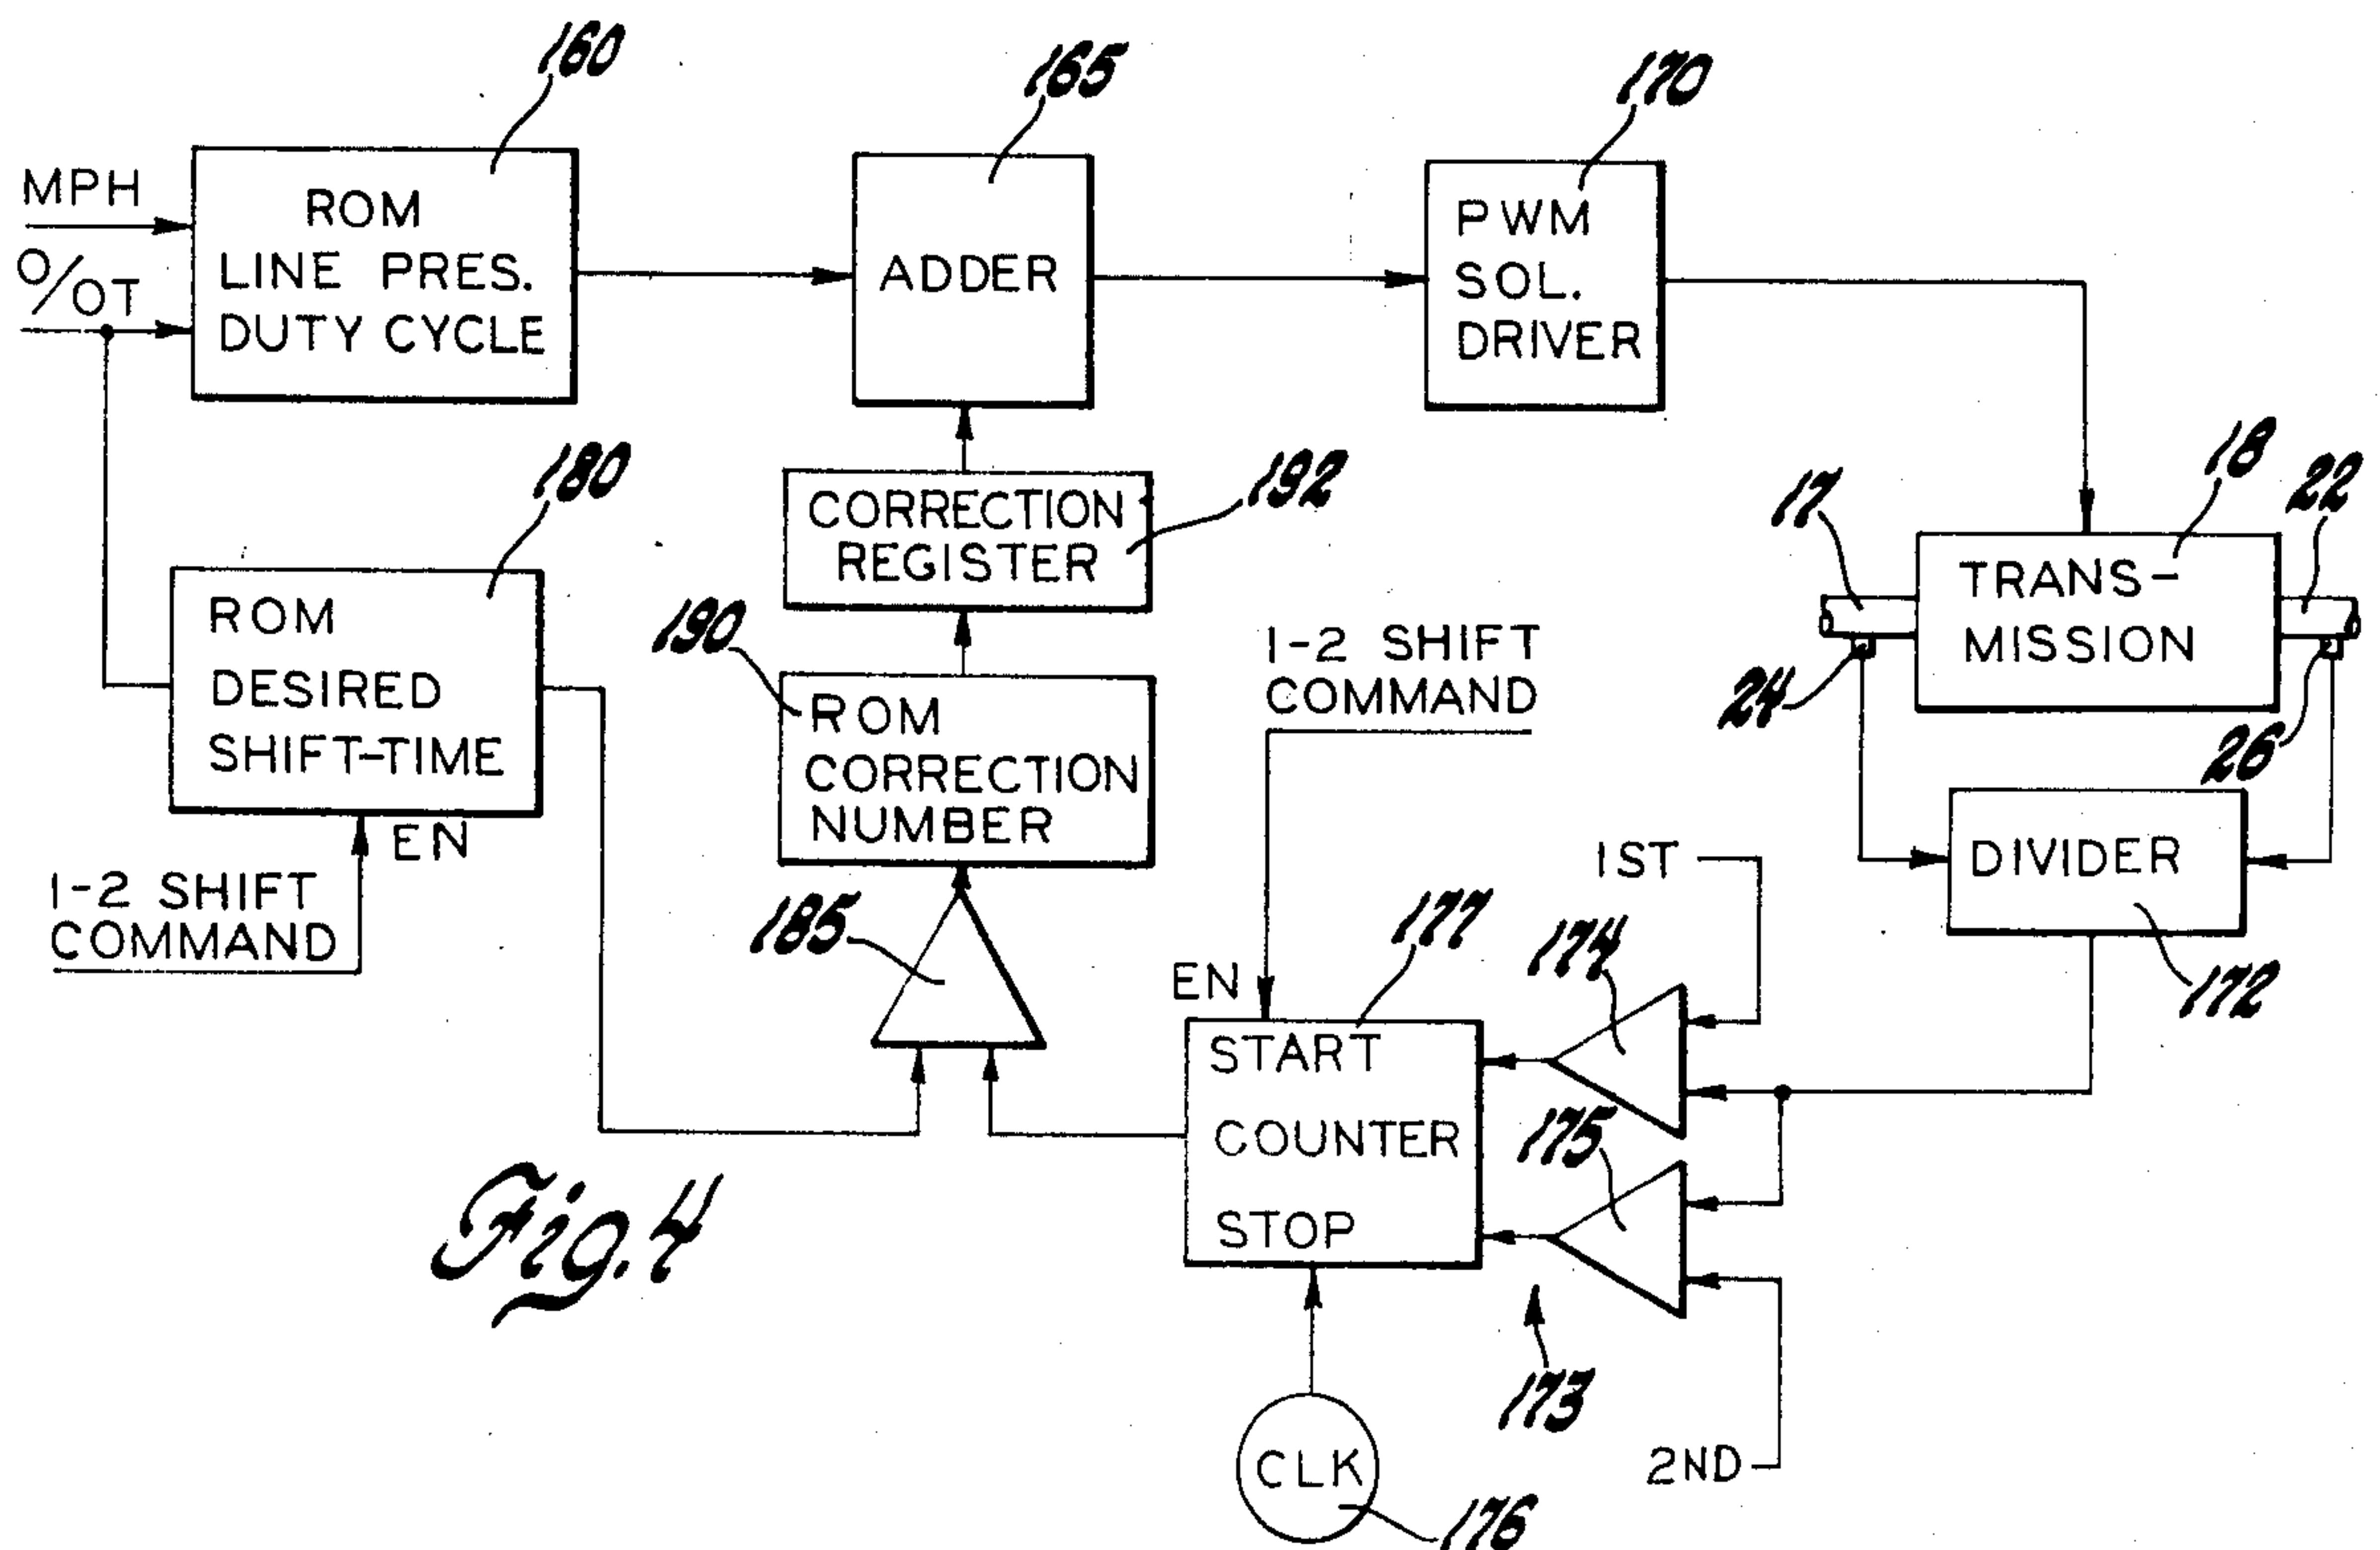 160
165
170
MPH
O/OT
ROM
LINE PRES.
DUTY CYCLE
ADDER
PWM
SOL.
DRIVER
180
192
17
18
22
CORRECTION
REGISTER
TRANS-
MISSION
24
26
ROM
DESIRED
SHIFT-TIME
EN
1-2 SHIFT
COMMAND
190
ROM
CORRECTION
NUMBER
185
1-2 SHIFT
COMMAND
EN
177
START
COUNTER
STOP
1ST
174
175
DIVIDER
172
173
2ND
CLK
176
Fig. 4